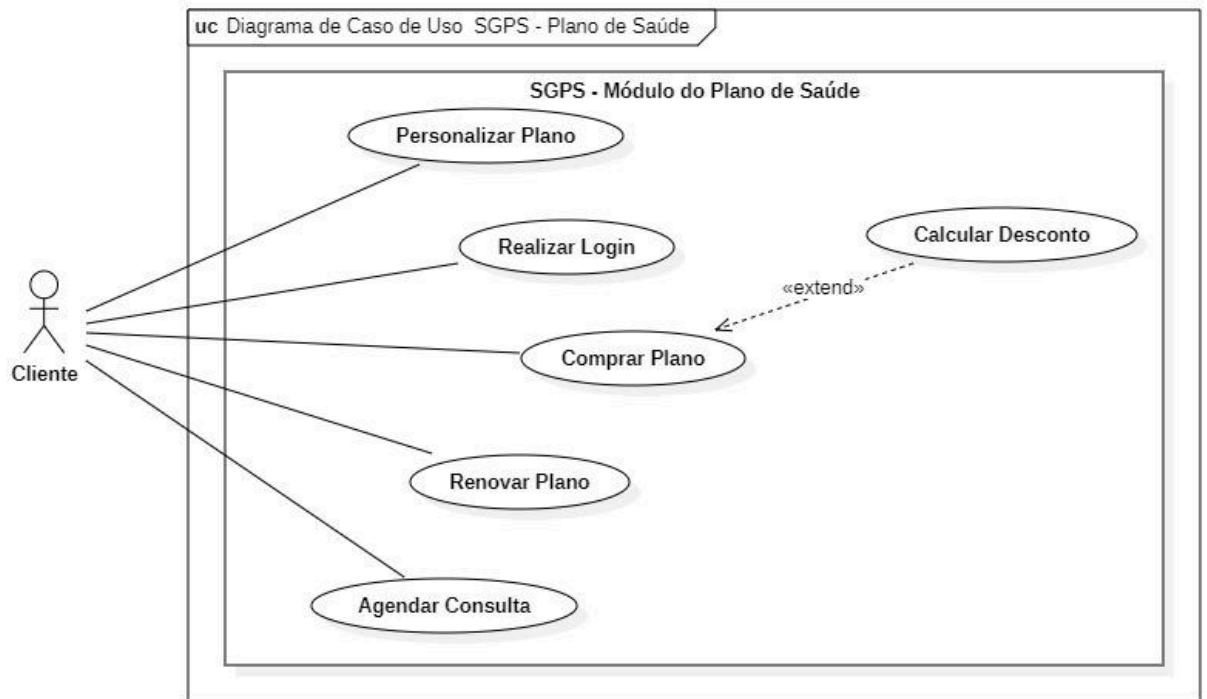 uc Diagrama de Caso de Uso SGPS - Plano de Saúde
SGPS - Módulo do Plano de Saúde
Personalizar Plano
Calcular Desconto
Realizar Login
«extend»
Comprar Plano
Cliente
Renovar Plano
Agendar Consulta